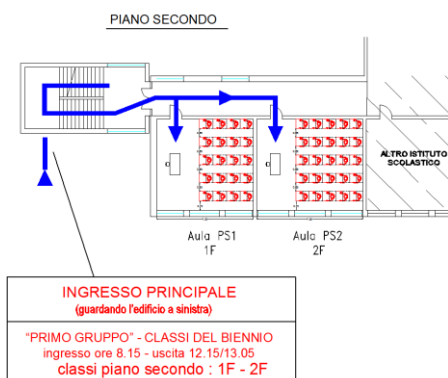 PIANO SECONDO
ALTRO ISTITUTO
SCOLASTICO
Aula PS1
1F
Aula PS2
2F
INGRESSO PRINCIPALE
(guardando l'edificio a sinistra)
"PRIMO GRUPPO" - CLASSI DEL BIENNIO
ingresso ore 8.15 - uscita 12.15/13.05
classi piano secondo : 1F - 2F